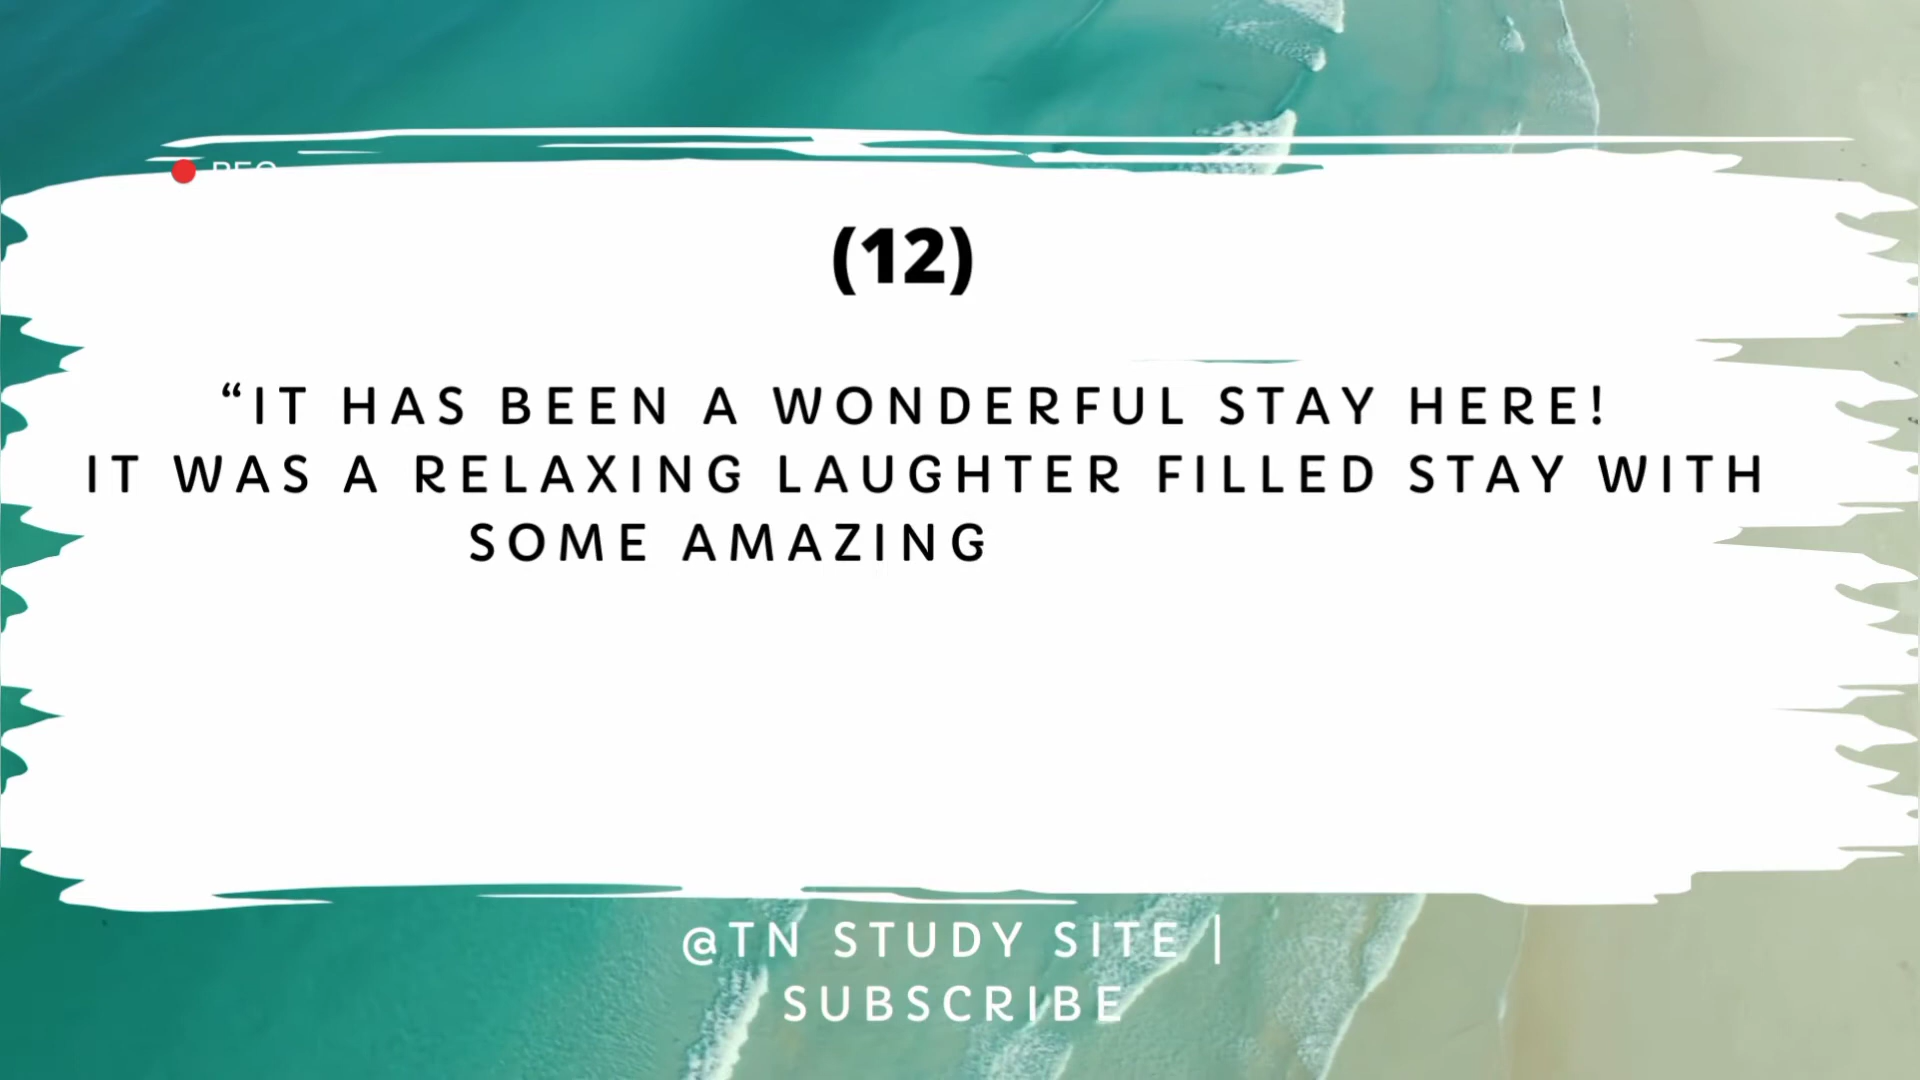 (12)
“IT HAS BEEN A WONDERFUL STAY HERE!
IT WAS A RELAXING LAUGHTER FILLED STAY WITH
SOME AMAZING
@TN STUDY SITE |
SUBSCRIBE